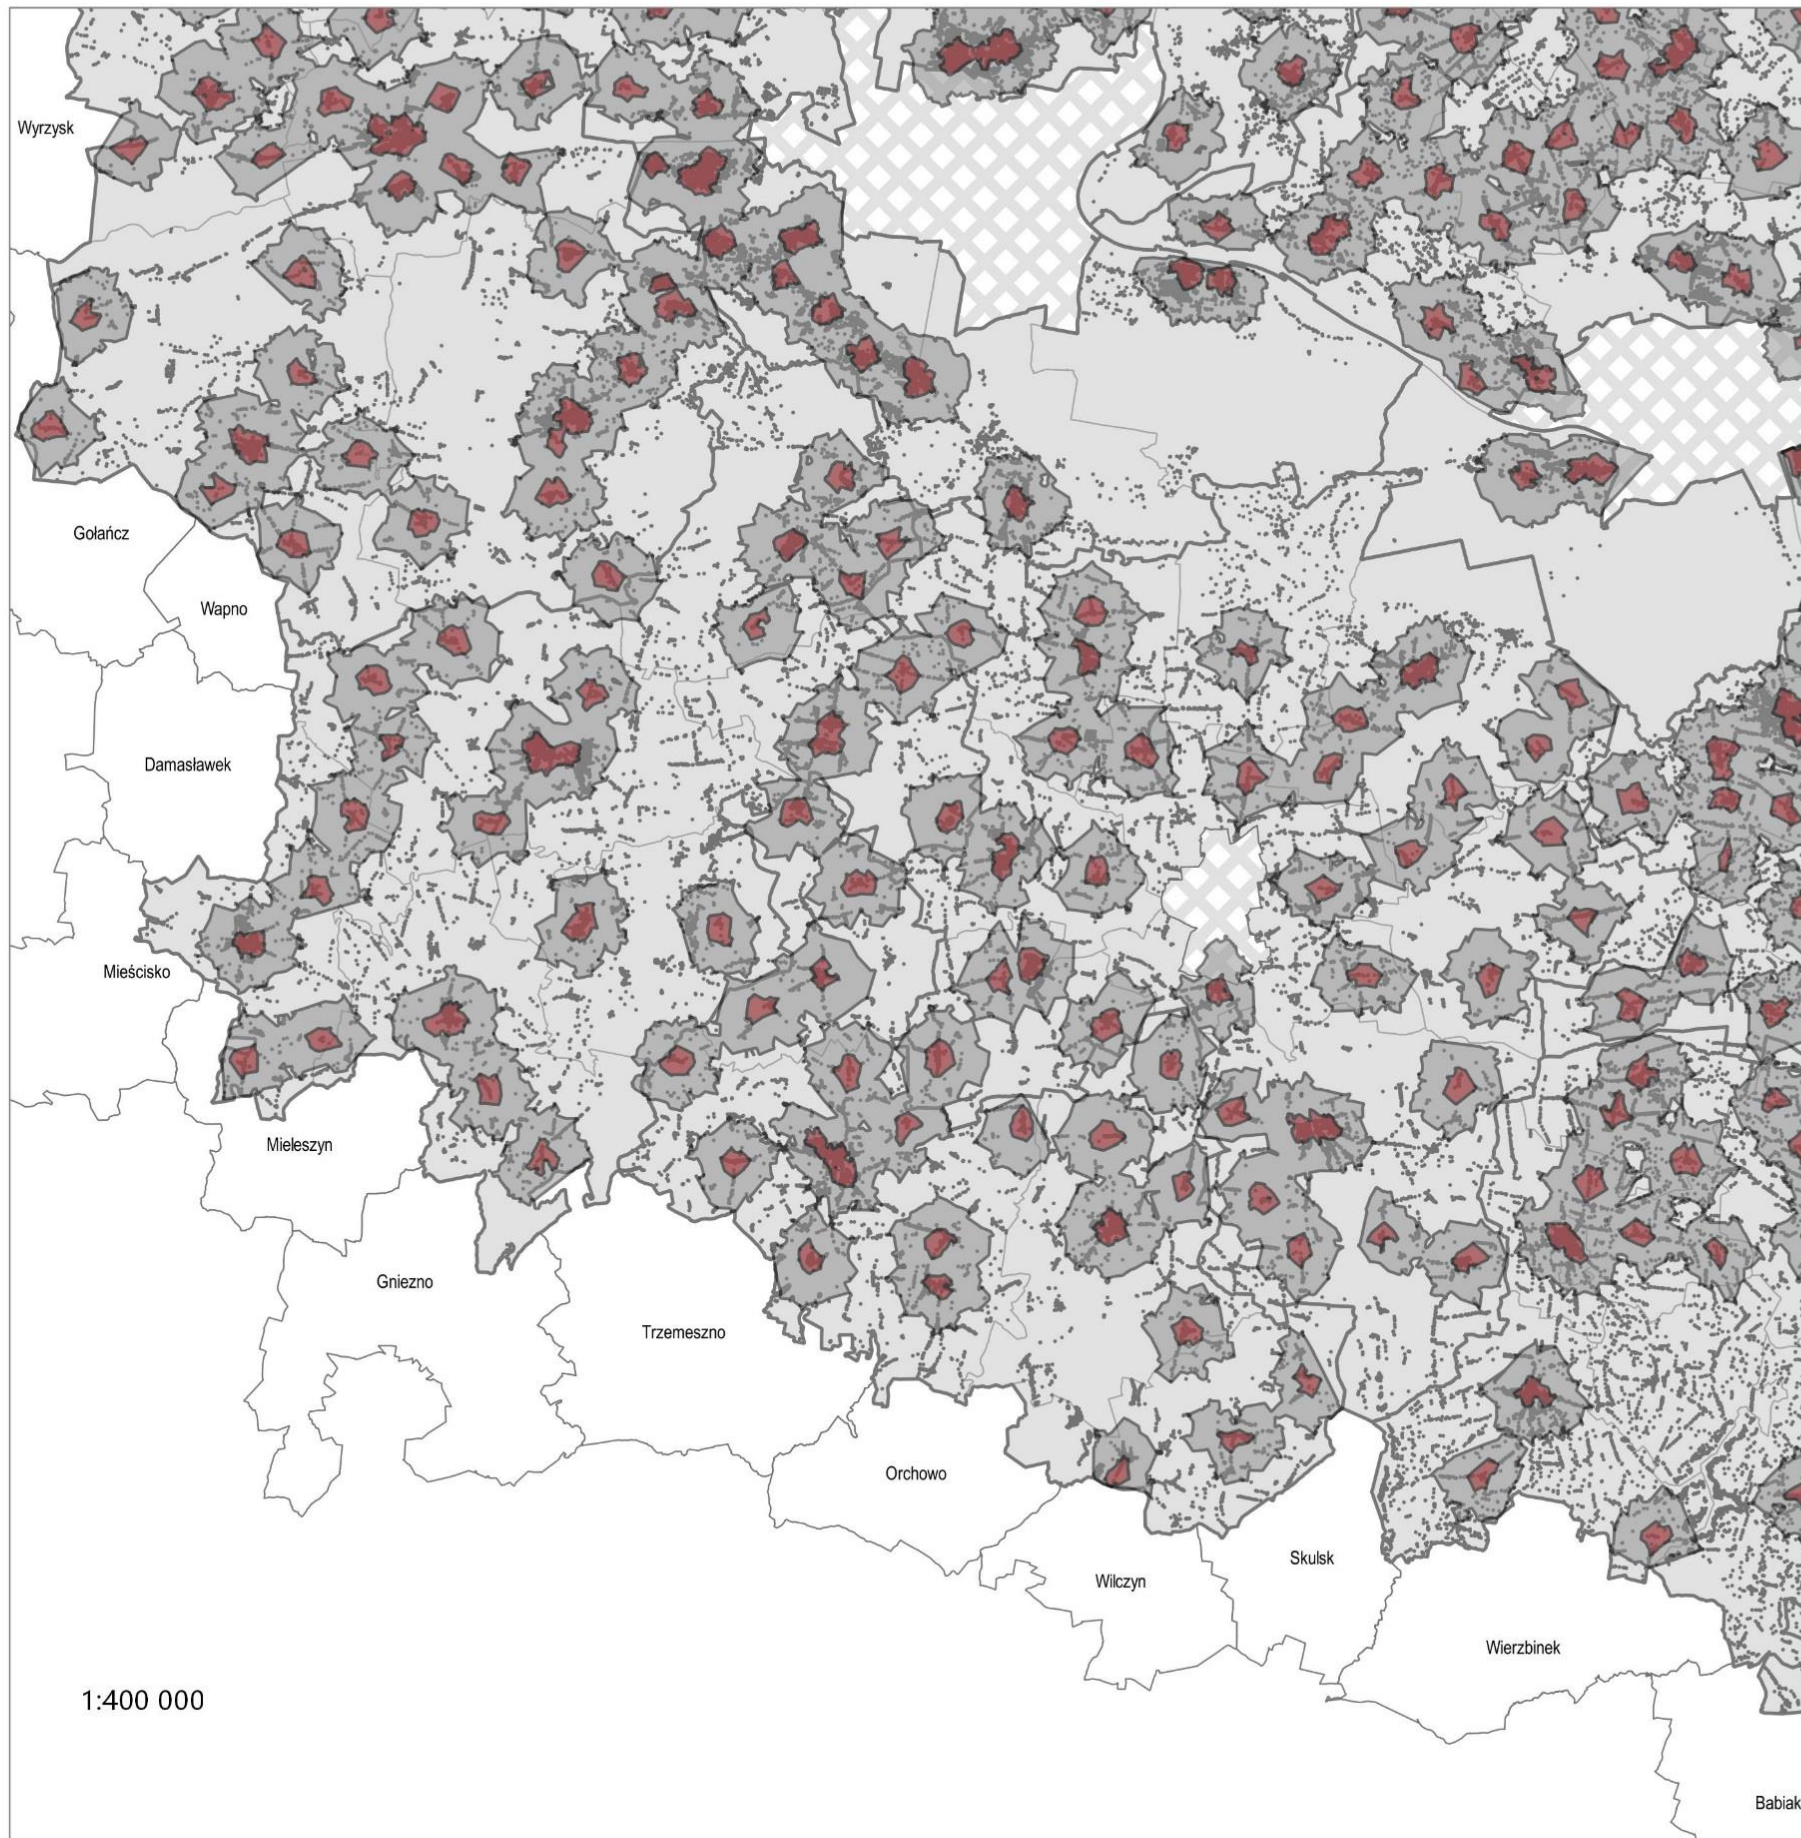 Wyrzysk
Gołańcz
Wapno
Damasławek
Mieścisko
Mieleszyn
Gniezno
Trzemeszno
Orchowo
Skulsk
Wilczyn
Wierzbinek
1:400 000
Babiak